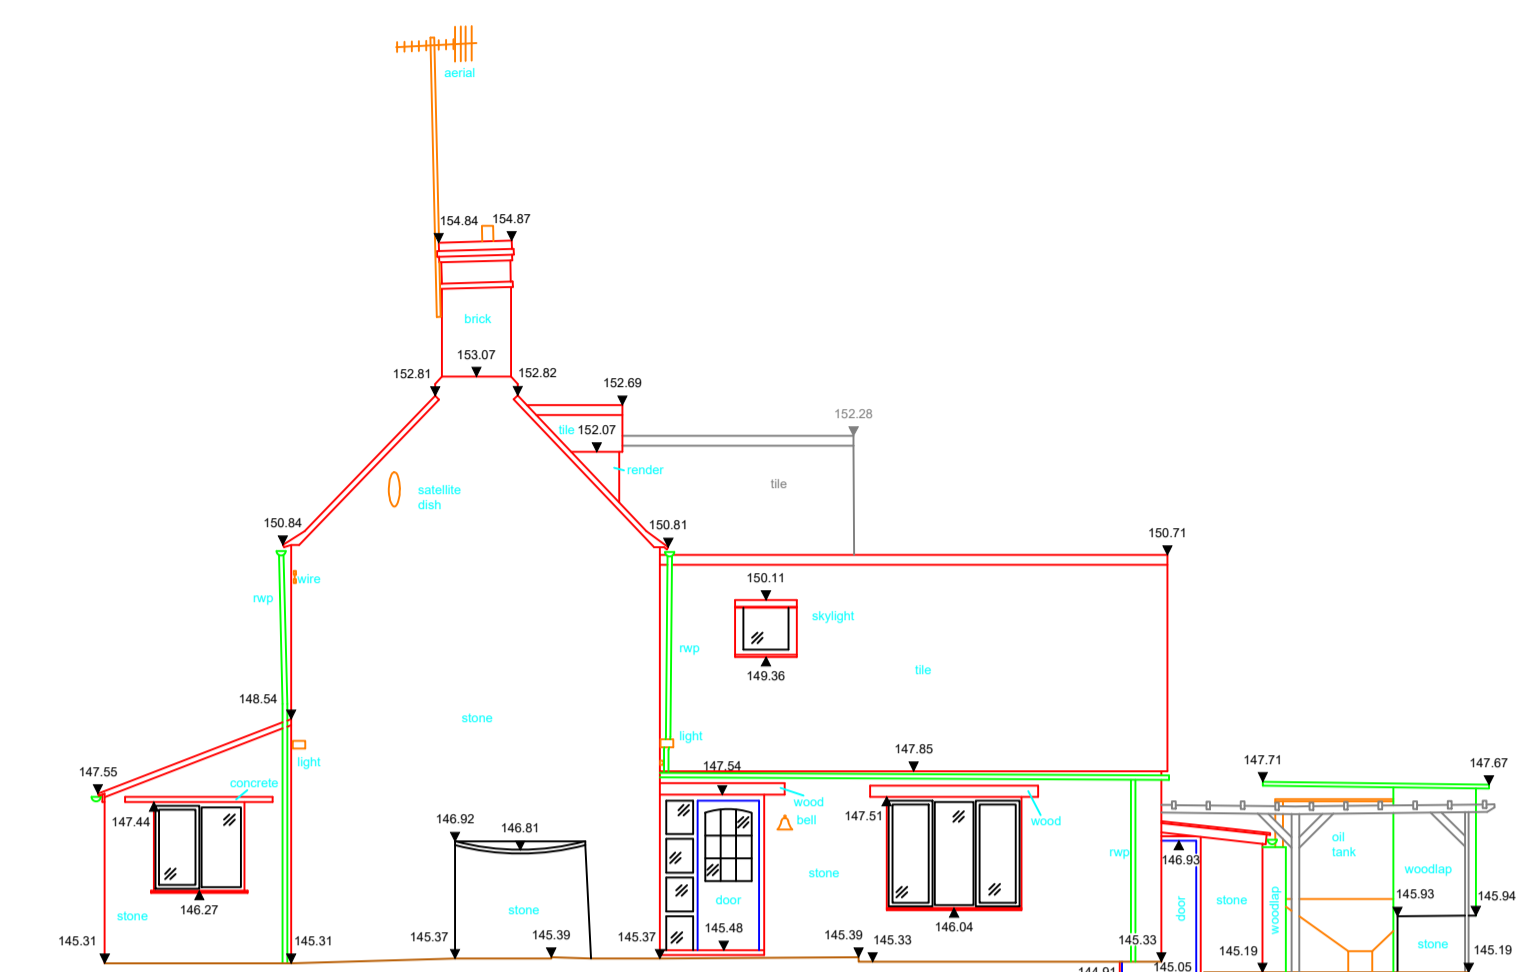 aerial
154.84
154.87
brick
153.07
152.81
152.82
152.69
tile
152.07
152.28
render
tile
satellite
dish
150.84
150.81
150.71
wire
rwp
150.11
skylight
rwp
149.36
tile
148.54
stone
light
light
147.85
147.55
concrete
147.54
147.71
147.67
wood
bell
147.44
147.51
wood
146.92
146.81
oil
tank
rwp
146.93
woodlap
stone
146.27
stone
stone
door
146.04
door
stone
woodlap
145.93
145.94
145.31
145.31
145.37
145.39
145.37
145.48
145.39
145.33
145.33
145.19
stone
145.19
144.91
145.05